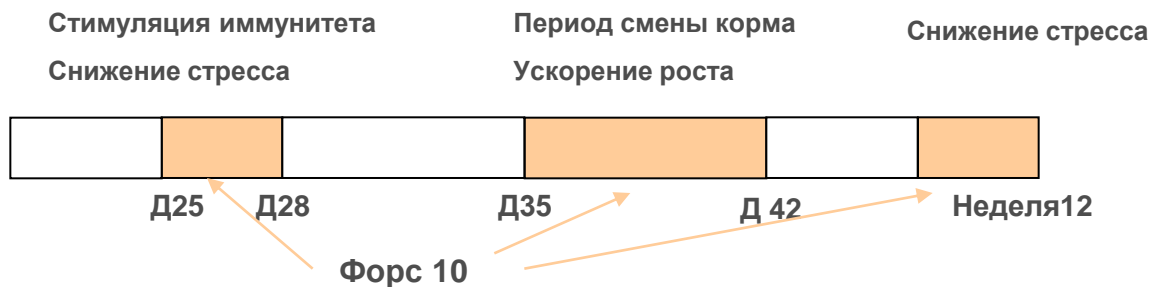 Стимуляция иммунитета
Снижение стресса
Период смены корма
Ускорение роста
Снижение стресса
Д25
Д28
Д35
Д 42
Неделя12
Форс 10